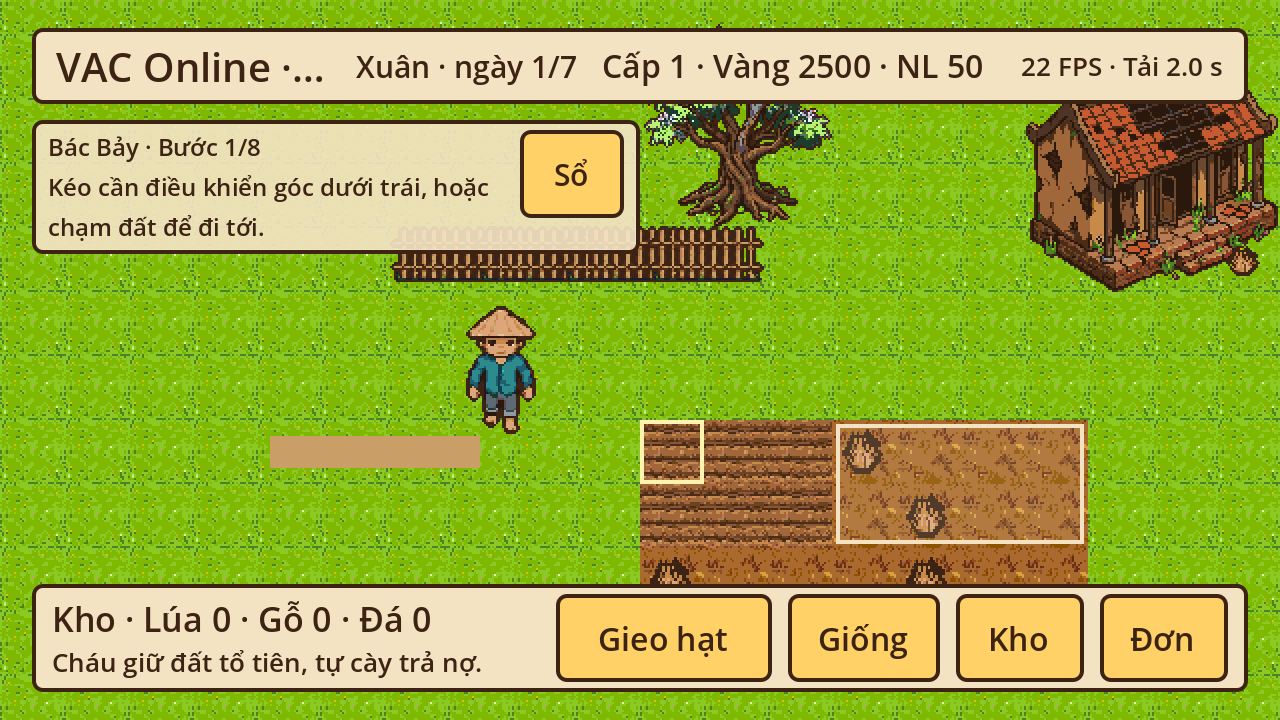 VAC Online ·...
Xuân · ngày 1/7
Cấp 1 · Vàng 2500 · NL 50
22 FPS · Tải 2.0 s
Bác Bảy · Bước 1/8
Kéo cần điều khiển góc dưới trái, hoặc
chạm đất để đi tới.
Sổ
Kho · Lúa 0 · Gỗ 0 · Đá 0
Cháu giữ đất tổ tiên, tự cày trả nợ.
Gieo hạt
Giống
Kho
Đơn